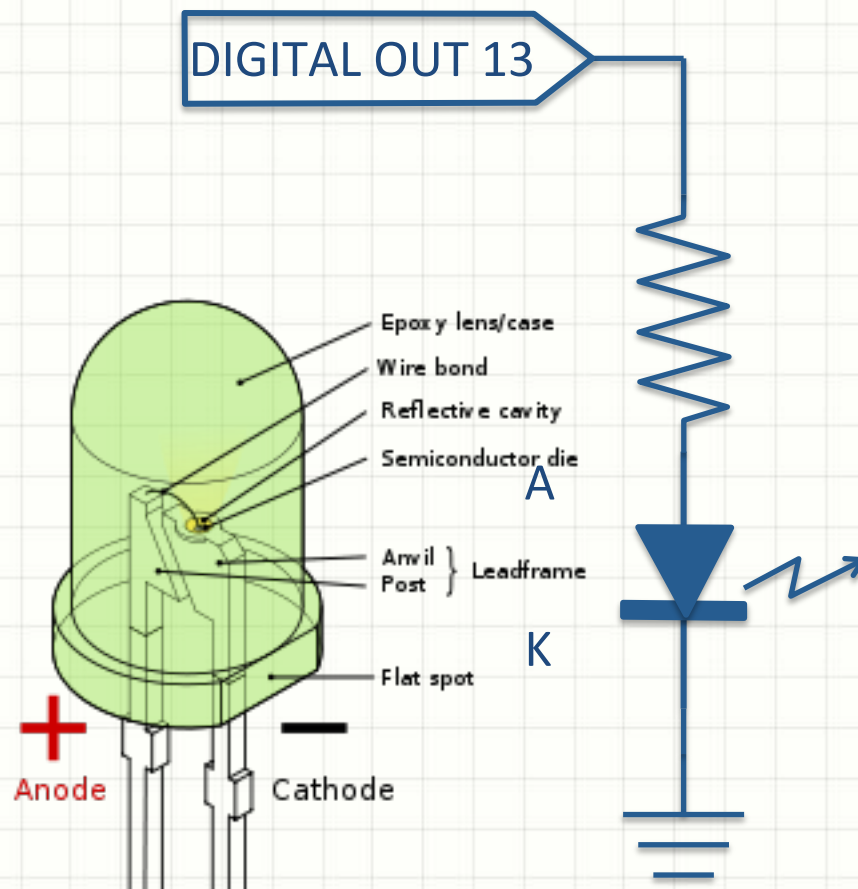 DIGITAL OUT 13
Epoxy lens/case
Wire bond
Reflective cavity
Semiconductor die
A
Anvil
Post
Leadframe
K
Flat spot
Anode
Cathode